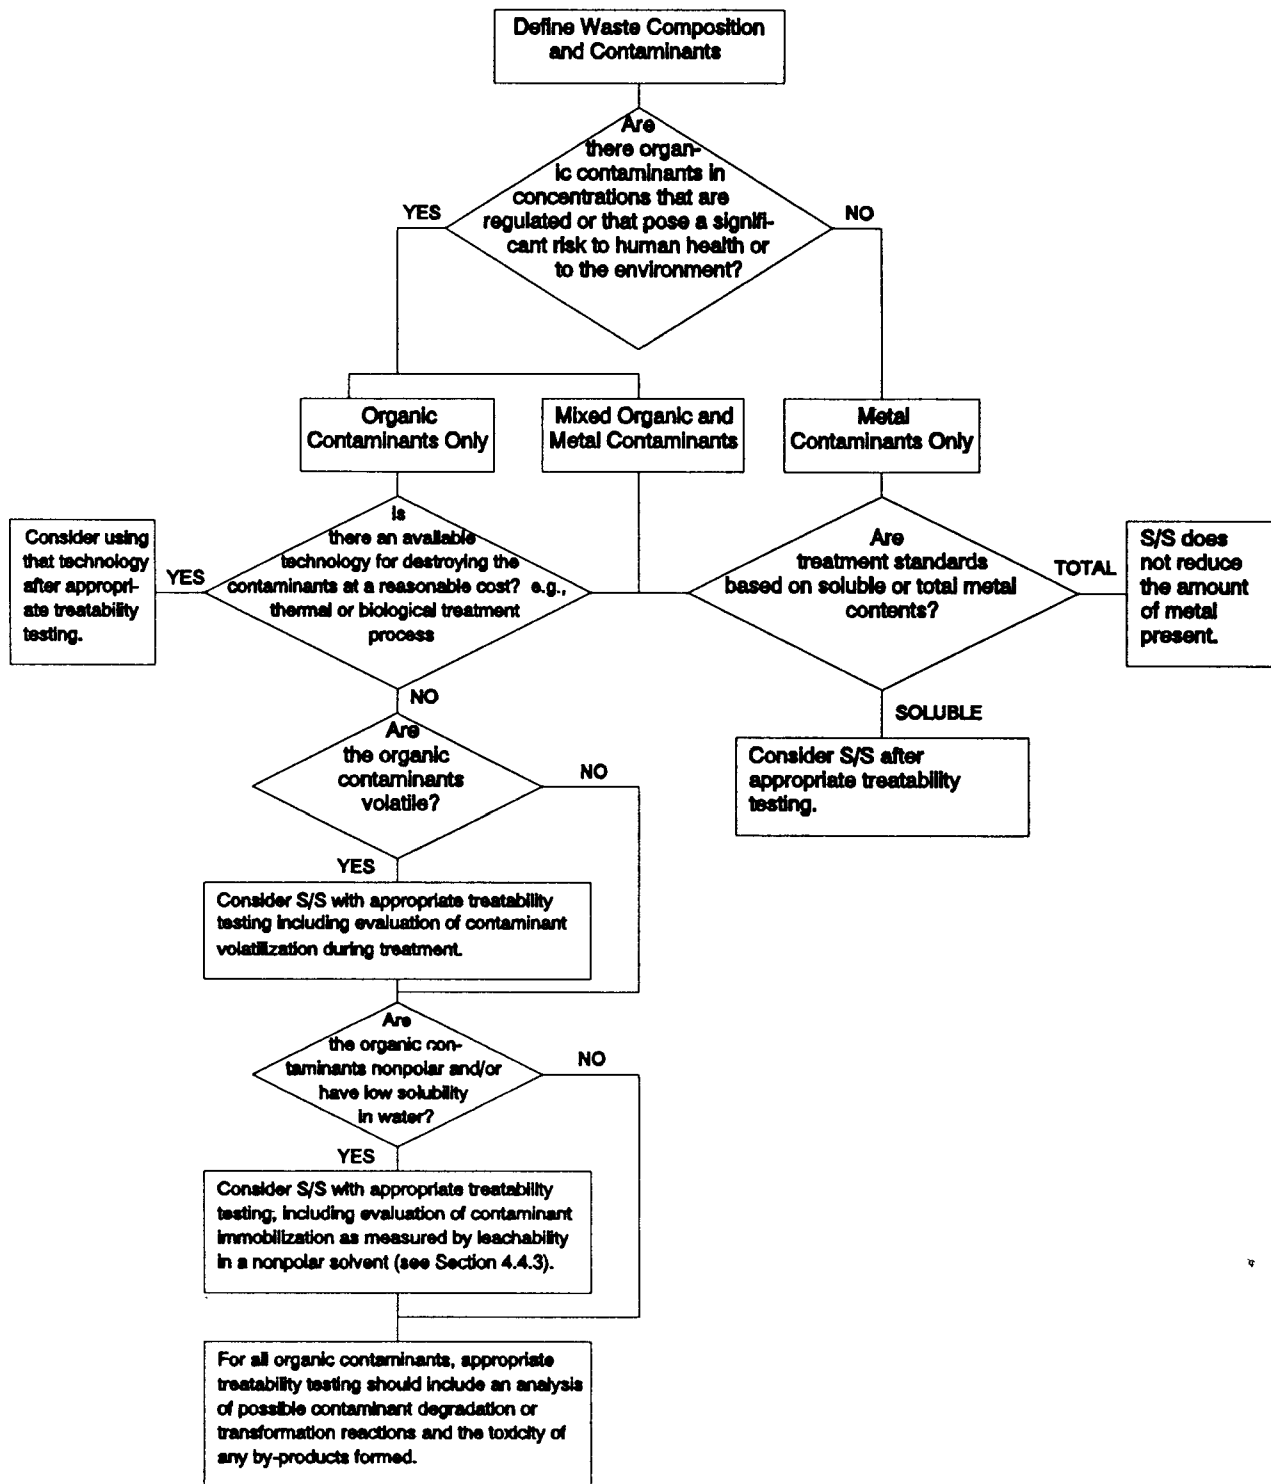 Define Waste Composition
and Contaminants
Are
there organ-
ic contaminants in
concentrations that are
regulated or that pose a signifi-
cant risk to human health or
to the environment?
YES
NO
Organic
Contaminants Only
Mixed Organic and
Metal Contaminants
Metal
Contaminants Only
Consider using
that technology
after appropri-
ate treatability
testing.
YES
Is
there an available
technology for destroying the
contaminants at a reasonable cost? e.g.,
thermal or biological treatment
process
Are
treatment standards
based on soluble or total metal
contents?
TOTAL
S/S does
not reduce
the amount
of metal
present.
NO
SOLUBLE
Consider S/S after
appropriate treatability
testing.
Are
the organic
contaminants
volatile?
NO
YES
Consider S/S with appropriate treatability
testing including evaluation of contaminant
volatilization during treatment.
Are
the organic con-
taminants nonpolar and/or
have low solubility
in water?
NO
YES
Consider S/S with appropriate treatability
testing, including evaluation of contaminant
immobilization as measured by leachability
in a nonpolar solvent (see Section 4.4.3).
For all organic contaminants, appropriate
treatability testing should include an analysis
of possible contaminant degradation or
transformation reactions and the toxicity of
any by-products formed.